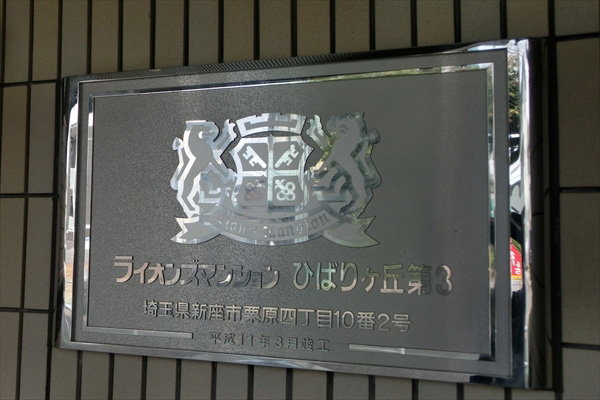 Lions Mansion
ライオンズマンション ひばりヶ丘第3
埼玉県新座市栗原四丁目10番2号
平成11年3月竣工